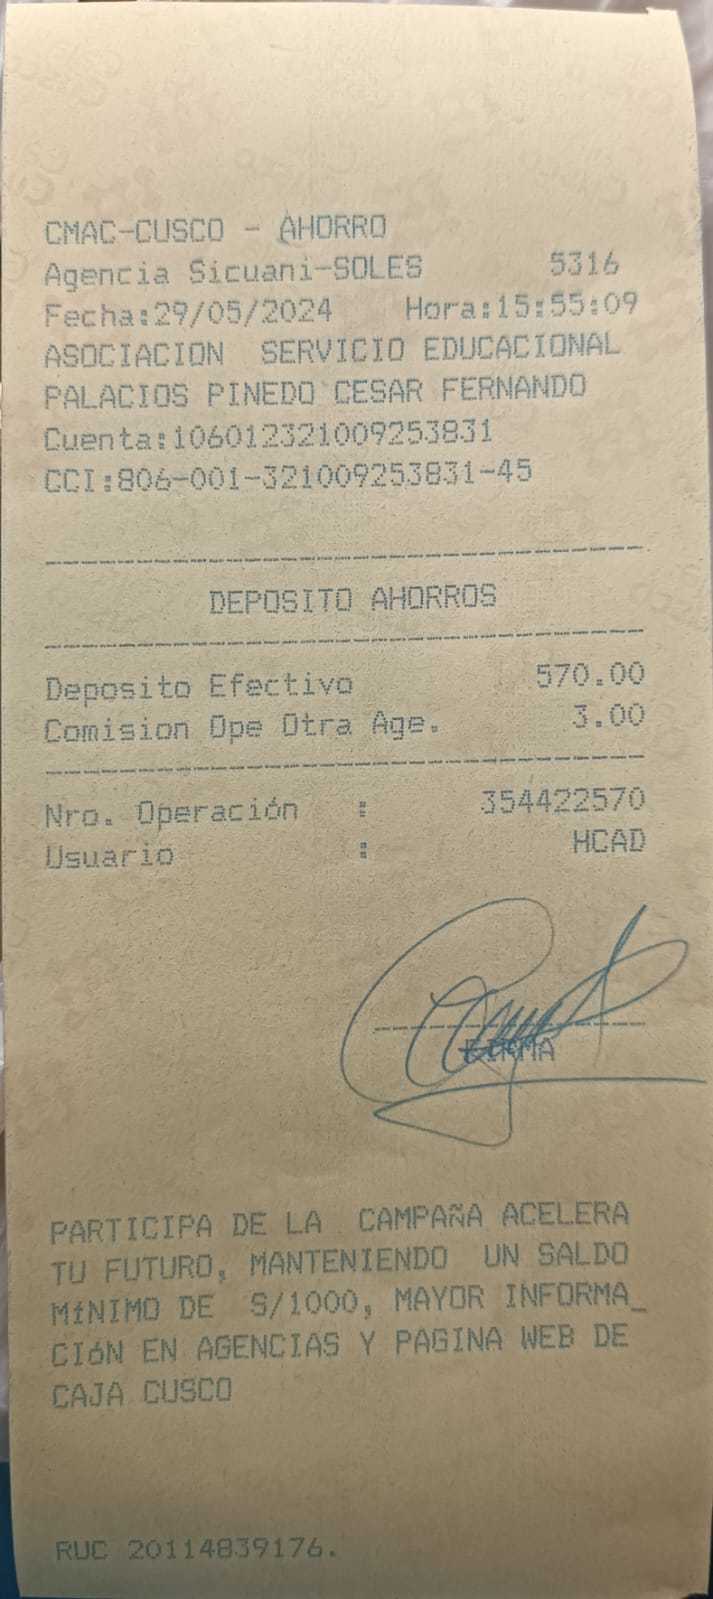 CMAC-CUSCO - AHORRO
Agencia Sicuani-SOLES 5316
Fecha:29/05/2024 Hora:15:55:09
ASOCIACION SERVICIO EDUCACIONAL
PALACIOS PINEDO CESAR FERNANDO
Cuenta:106012321009253831
CCI:806-001-321009253831-45
DEPOSITO AHORROS
Deposito Efectivo 570.00
Comision Ope Otra Age. 3.00
Nro. Operación : 354422570
Usuario : HCAD
FIRMA
PARTICIPA DE LA CAMPAÑA ACELERA
TU FUTURO, MANTENIENDO UN SALDO
MíNIMO DE S/1000, MAYOR INFORMA_
CIóN EN AGENCIAS Y PAGINA WEB DE
CAJA CUSCO
RUC 20114839176.